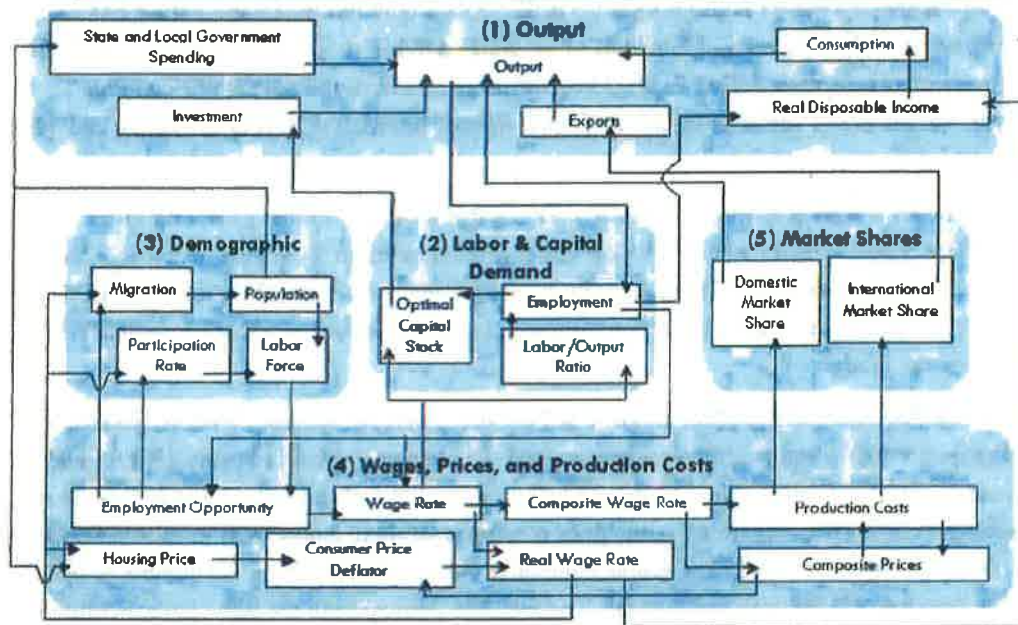 (1) Output
State and Local Government
Spending
Output
Consumption
Investment
Exports
Real Disposable Income
(3) Demographic
Migration
Population
Participation
Rate
Labor
Force
(2) Labor & Capital
Demand
Optimal
Capital
Stock
Employment
Labor/Output
Ratio
(5) Market Shares
Domestic
Market
Share
International
Market Share
(4) Wages, Prices, and Production Costs
Employment Opportunity
Wage Rate
Composite Wage Rate
Production Costs
Housing Price
Consumer Price
Deflator
Real Wage Rate
Composite Prices